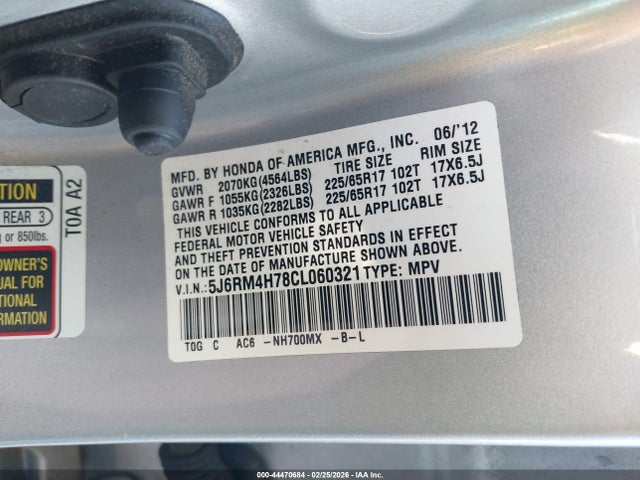 MFD. BY HONDA OF AMERICA MFG., INC. 06/'12
TIRE SIZE RIM SIZE
GVWR 2070KG(4564LBS)
GAWR F 1055KG(2326LBS) 225/65R17 102T 17X6.5J
GAWR R 1035KG(2282LBS) 225/65R17 102T 17X6.5J
THIS VEHICLE CONFORMS TO ALL APPLICABLE
FEDERAL MOTOR VEHICLE SAFETY
AND THEFT PREVENTION STANDARDS IN EFFECT
ON THE DATE OF MANUFACTURE SHOWN ABOVE.
V.I.N.:5J6RM4H78CL060321 TYPE: MPV
TOG C AC6 -NH700MX -B-L
TION
REAR 3
g or 850lbs.
OWNER'S
UAL FOR
TIONAL
RMATION
TOA A2
000-44470684 - 02/25/2026 - IAA Inc.